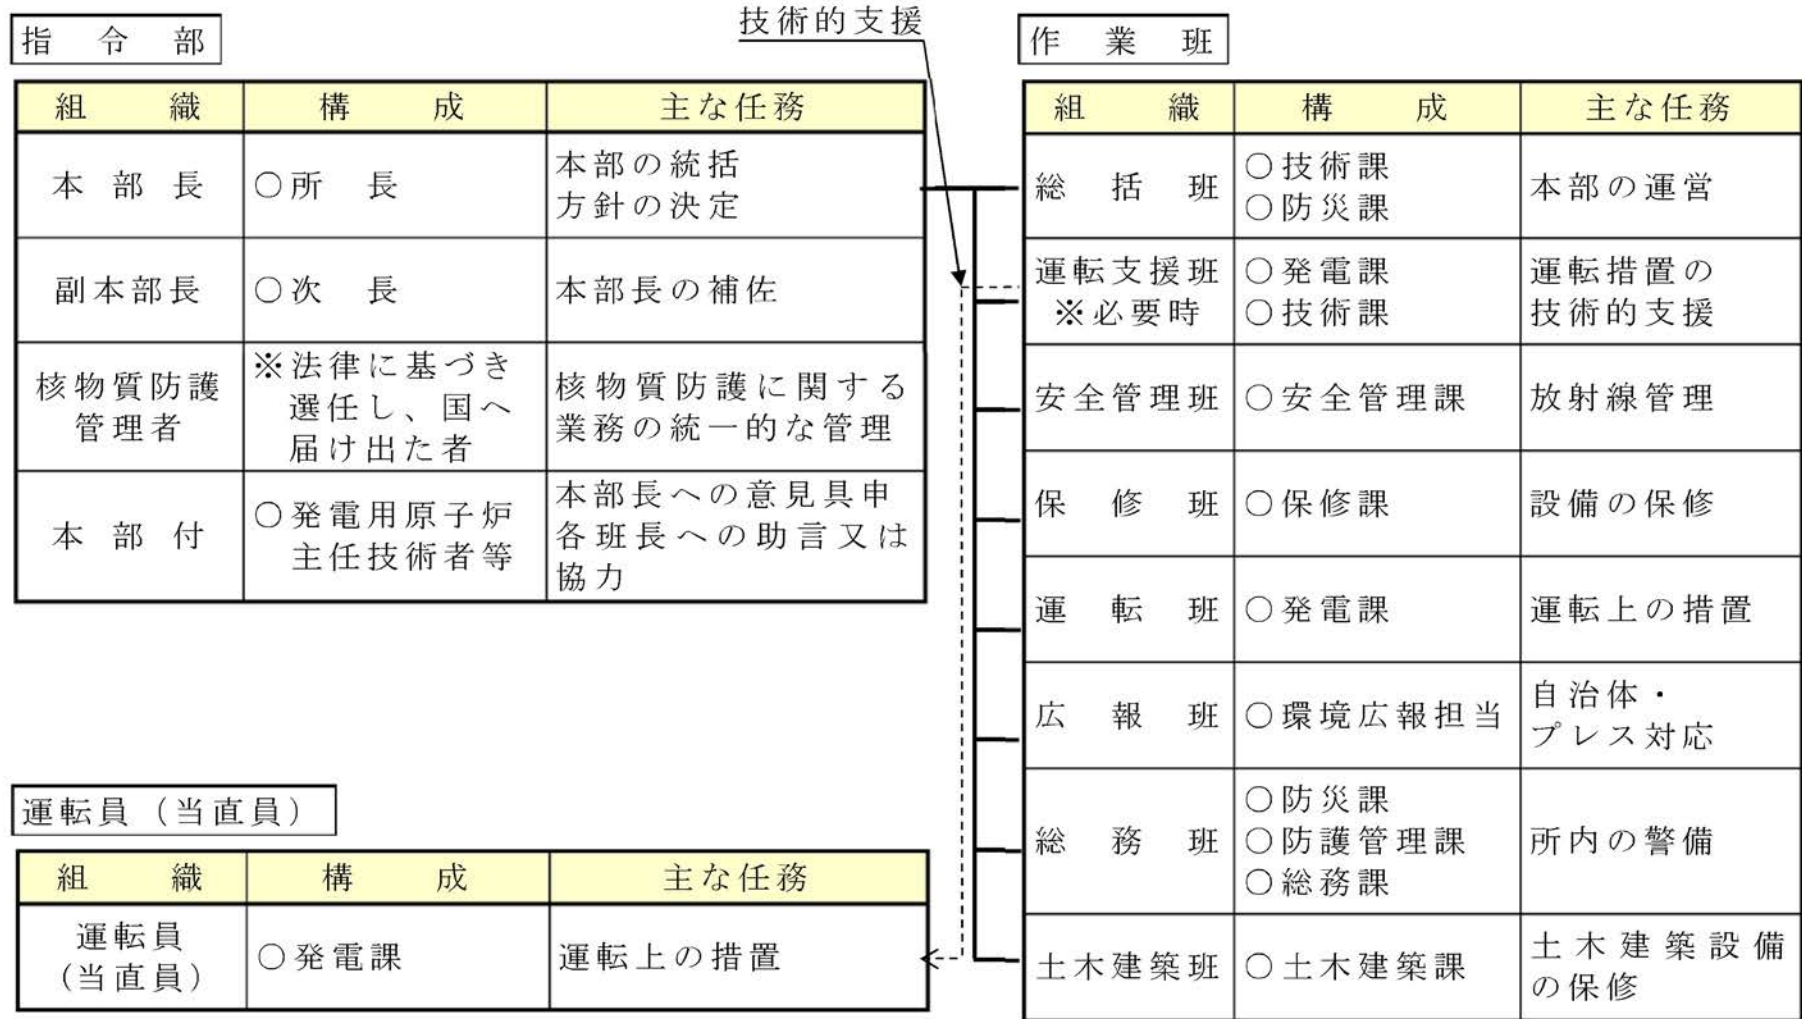 技術的支援
指令部
組織 構成 主な任務
本部長 ○所長 本部の統括
方針の決定
副本部長 ○次長 本部長の補佐
核物質防護
管理者
※法律に基づき
選任し、国へ
届け出た者
核物質防護に関する
業務の統一的な管理
本部付
○発電用原子炉
主任技術者等
本部長への意見具申
各班長への助言又は
協力
運転員（当直員）
組織 構成 主な任務
運転員
(当直員)
○発電課
運転上の措置
作業班
組織 構成 主な任務
総括班
○技術課
○防災課
本部の運営
運転支援班
※必要時
○発電課
○技術課
運転措置の
技術的支援
安全管理班 ○安全管理課 放射線管理
保修班 ○保修課 設備の保修
運転班 ○発電課 運転上の措置
広報班 ○環境広報担当
自治体・
プレス対応
総務班
○防災課
○防護管理課
○総務課
所内の警備
土木建築班 ○土木建築課
土木建築設備
の保修